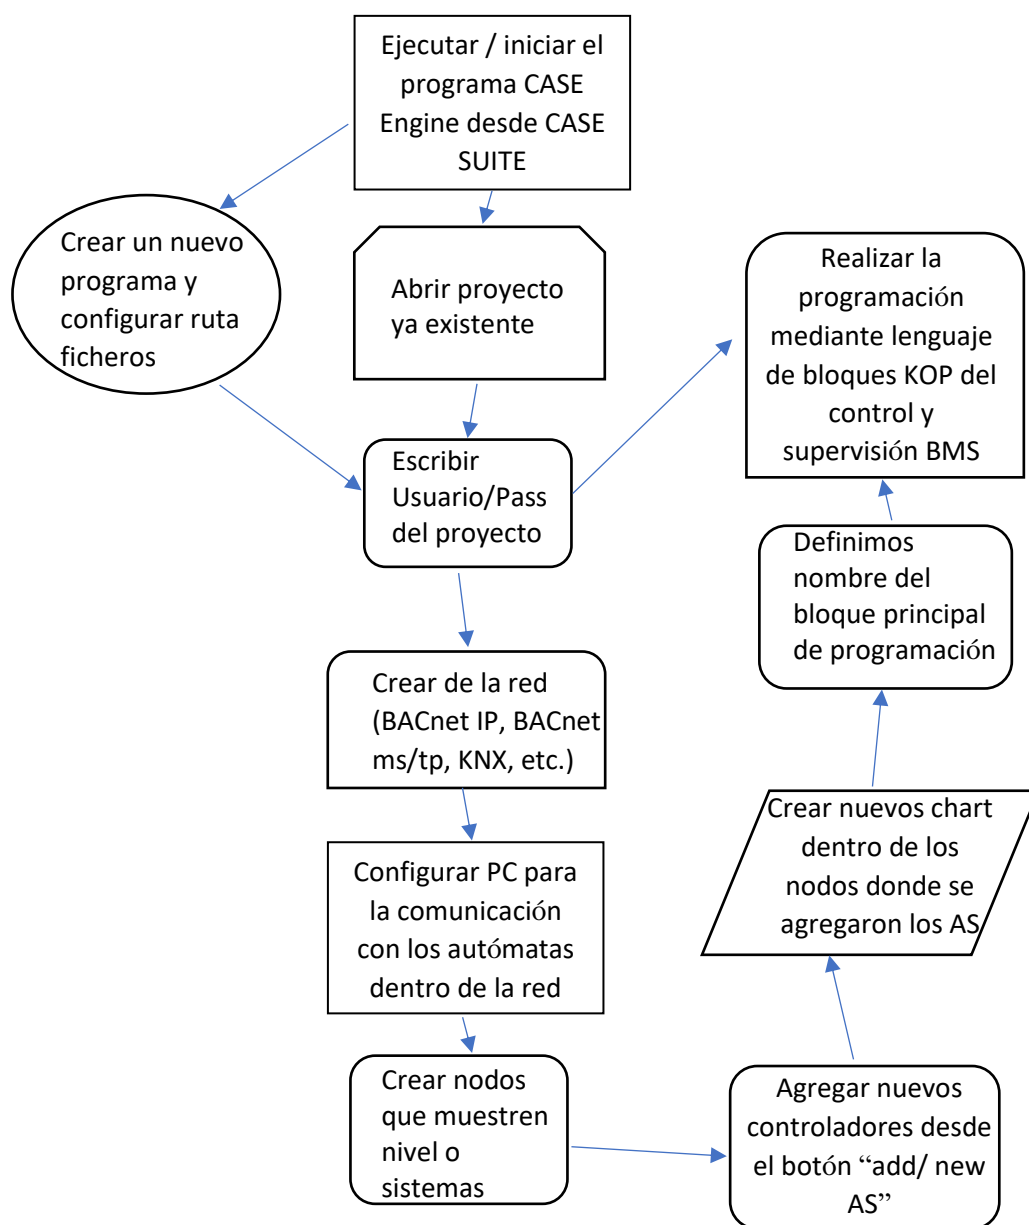 Ejecutar / iniciar el
programa CASE
Engine desde CASE
SUITE
Crear un nuevo
programa y
configurar ruta
ficheros
Abrir proyecto
ya existente
Escribir
Usuario/Pass
del proyecto
Crear de la red
(BACnet IP, BACnet
ms/tp, KNX, etc.)
Configurar PC para
la comunicación
con los autómatas
dentro de la red
Crear nodos
que muestren
nivel o
sistemas
Agregar nuevos
controladores desde
el botón “add/ new
AS”
Crear nuevos chart
dentro de los
nodos donde se
agregaron los AS
Definimos
nombre del
bloque principal
de programación
Realizar la
programación
mediante lenguaje
de bloques KOP del
control y
supervisión BMS